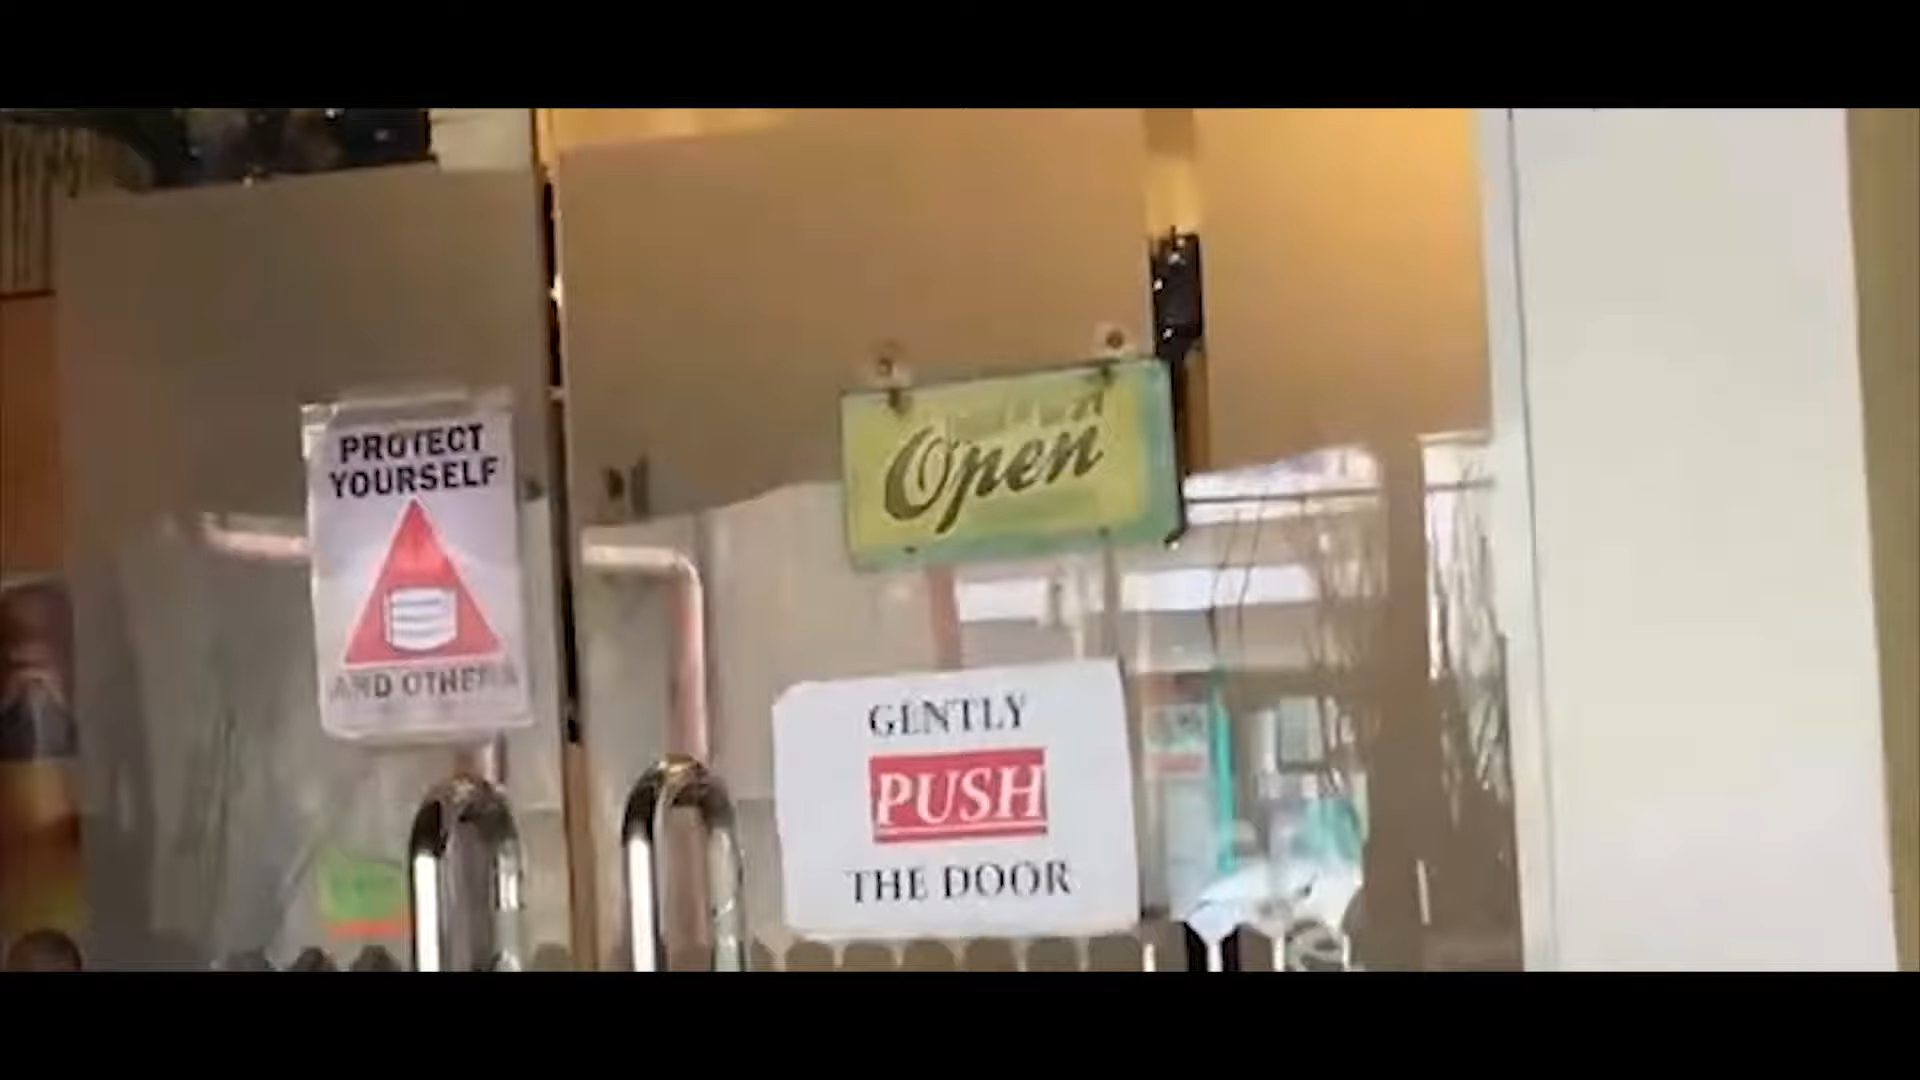 PROTECT
YOURSELF
AND OTHERS
Open
GENTLY
PUSH
THE DOOR